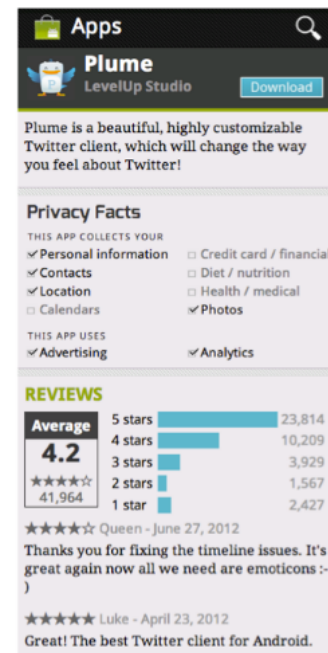 Apps
Plume
LevelUp Studio
Download
Plume is a beautiful, highly customizable
Twitter client, which will change the way
you feel about Twitter!
Privacy Facts
THIS APP COLLECTS YOUR
Personal information
Credit card / financial
Contacts
Diet / nutrition
Location
Health / medical
Calendars
Photos
THIS APP USES
Advertising
Analytics
REVIEWS
Average
4.2
41,964
5 stars 23,814
4 stars 10,209
3 stars 3,929
2 stars 1,567
1 star 2,427
Queen - June 27, 2012
Thanks you for fixing the timeline issues. It's
great again now all we need are emoticons :-
)
Luke - April 23, 2012
Great! The best Twitter client for Android.